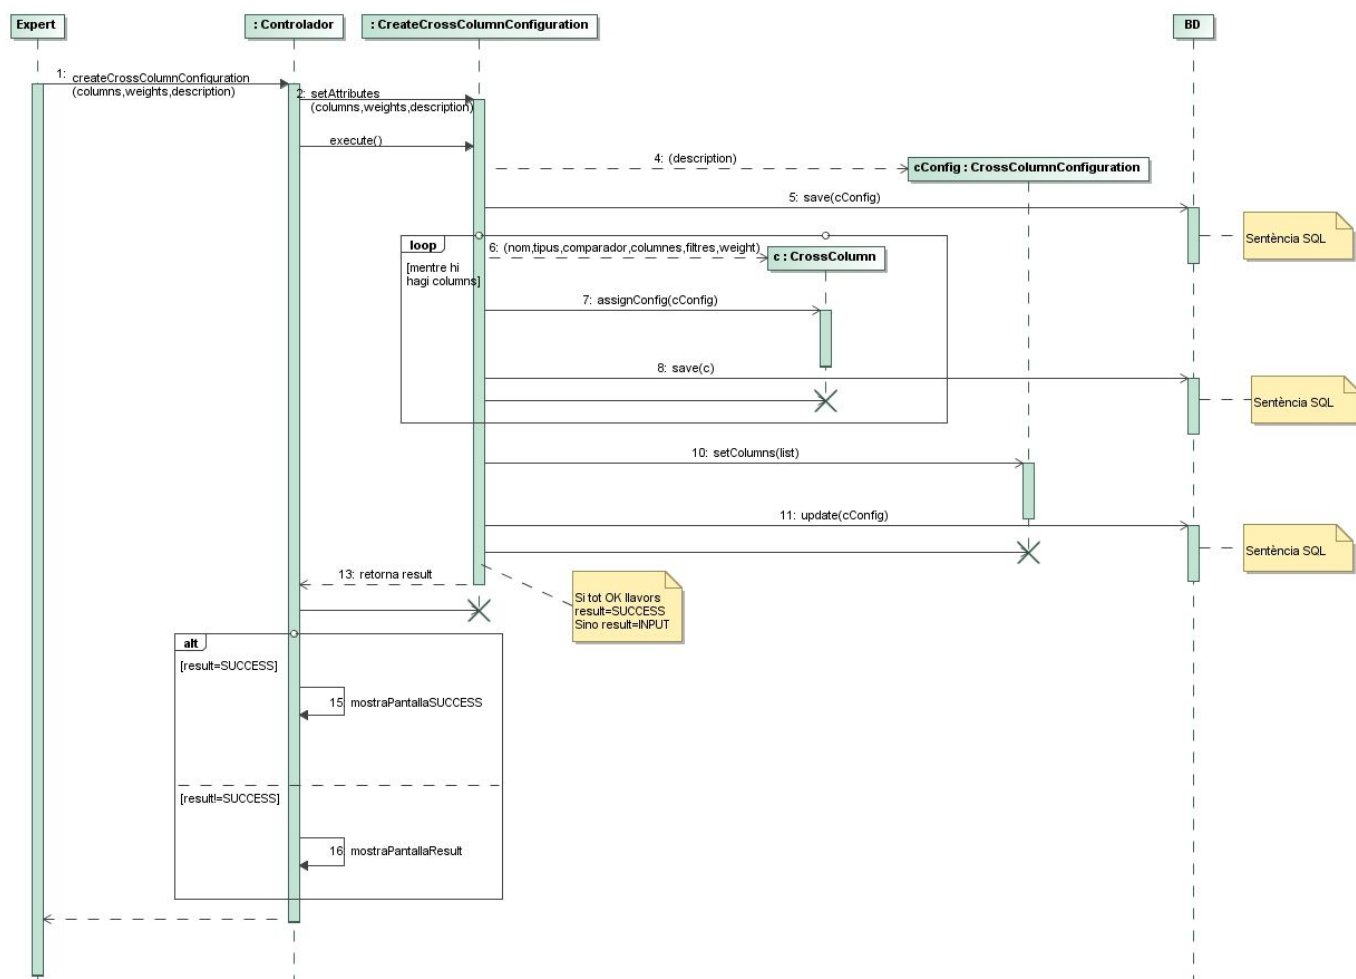 Expert
: Controlador
: CreateCrossColumnConfiguration
BD
1: createCrossColumnConfiguration
(columns,weights,description)
2: setAttributes
(columns,weights,description)
execute()
4: (description)
cConfig : CrossColumnConfiguration
5: save(cConfig)
Sentència SQL
loop
6: (nom,tipus,comparador,columnes,filtres,weight)
c : CrossColumn
[mentre hi
hagi columns]
7: assignConfig(cConfig)
8: save(c)
Sentència SQL
10: setColumns(list)
11: update(cConfig)
Sentència SQL
13: retorna result
Si tot OK llavors
result=SUCCESS
Sino result=INPUT
alt
[result=SUCCESS]
15 mostraPantallaSUCCESS
[result!=SUCCESS]
16 mostraPantallaResult